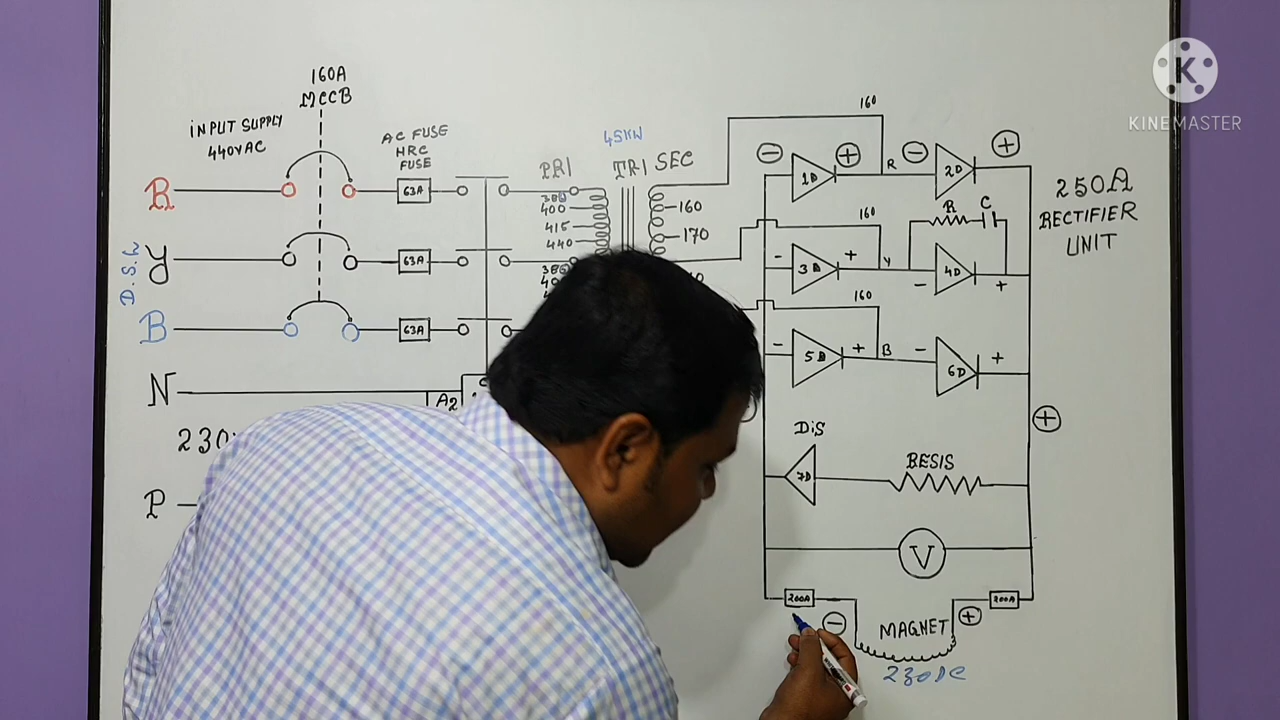 K
KINEMASTER
160A
MCCB
INPUT SUPPLY
440VAC
AC FUSE
HRC
FUSE
45KW
PRI TRI SEC
160
R
63A
380
400
415
440
160
170
- 1D + R - 2D +
250A
RECTIFIER
UNIT
R C
D.S.W
Y
63A
380
160
- 3D + Y - 4D +
B
63A
160
- 5D + B - 6D +
+
N
A2
230
DiS
7D
RESIS
P
V
200A
200A
- MAGNET +
230DC